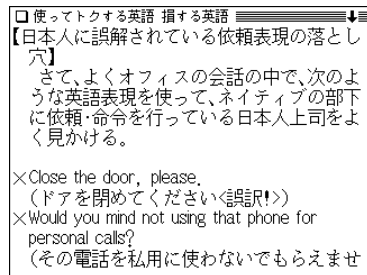 使ってトクする英語 損する英語
【日本人に誤解されている依頼表現の落とし
穴】
さて、よくオフィスの会話の中で、次のよ
うな英語表現を使って、ネイティブの部下
に依頼・命令を行っている日本人上司をよ
く見かける。
×Close the door, please.
(ドアを閉めてください<誤訳!>)
×Would you mind not using that phone for
personal calls?
(その電話を私用に使わないでもらえませ